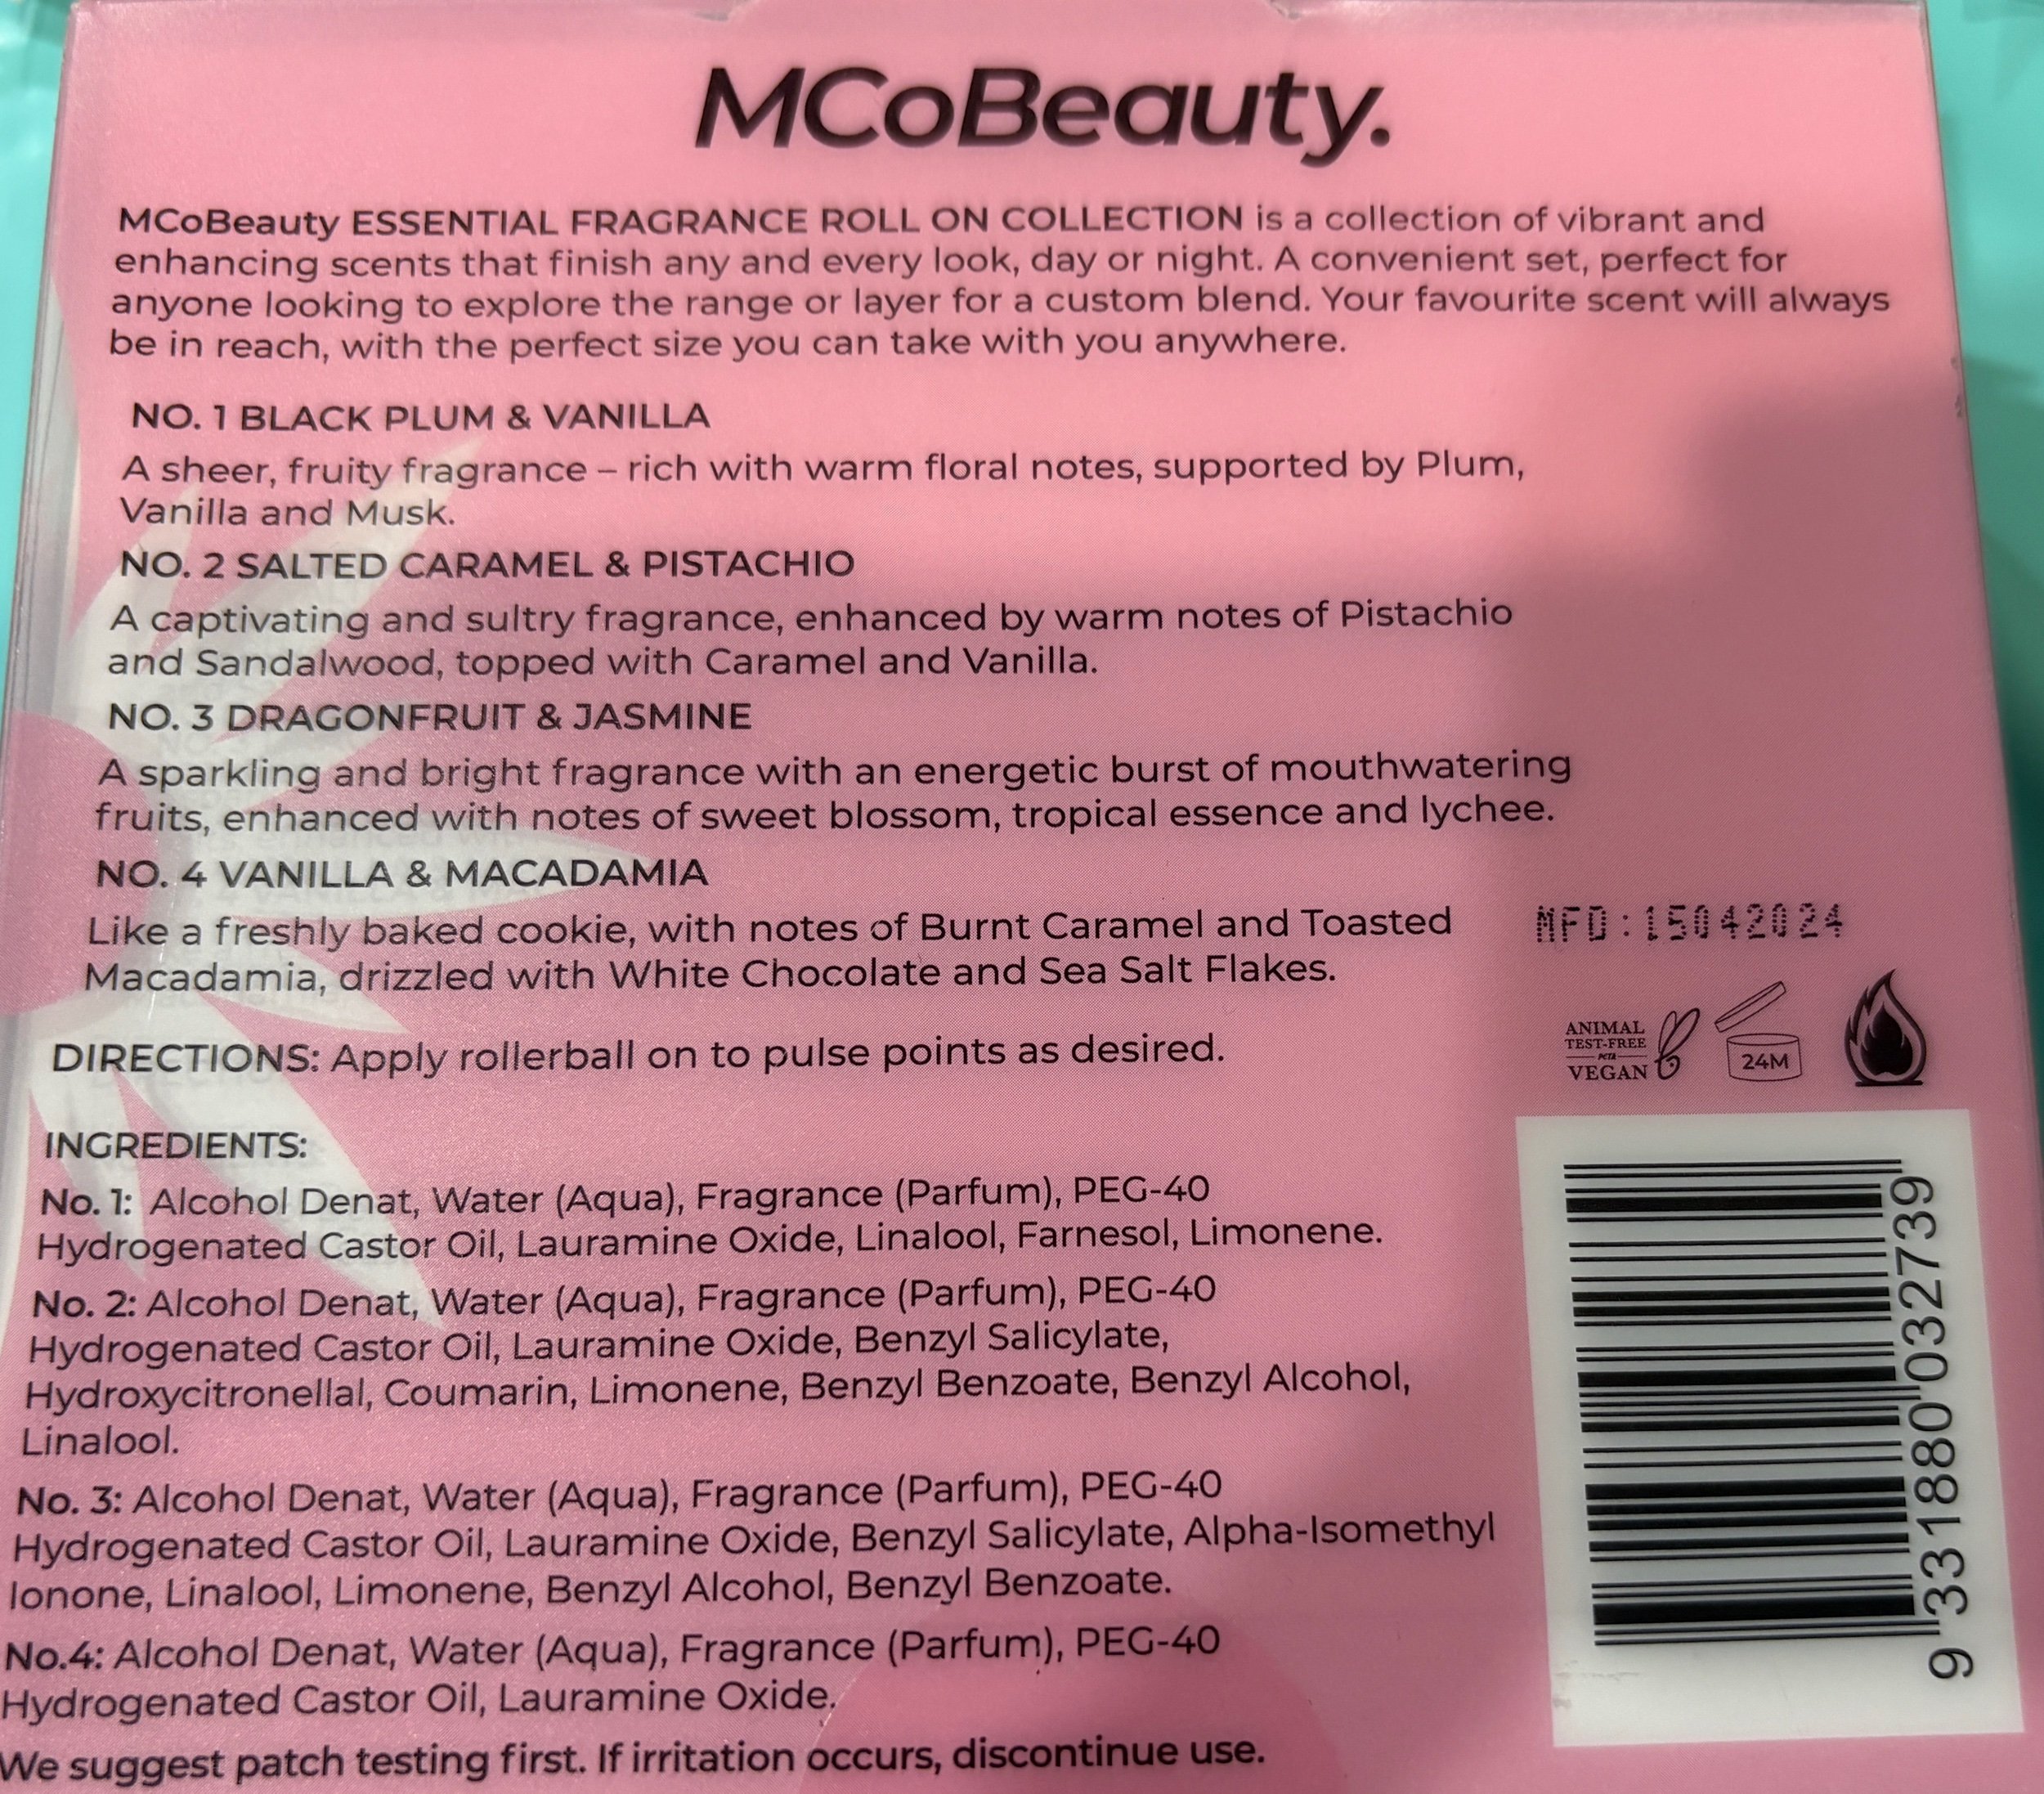 MCoBeauty.
MCoBeauty ESSENTIAL FRAGRANCE ROLL ON COLLECTION is a collection of vibrant and
enhancing scents that finish any and every look, day or night. A convenient set, perfect for
anyone looking to explore the range or layer for a custom blend. Your favourite scent will always
be in reach, with the perfect size you can take with you anywhere.
NO. 1 BLACK PLUM & VANILLA
A sheer, fruity fragrance – rich with warm floral notes, supported by Plum,
Vanilla and Musk.
NO. 2 SALTED CARAMEL & PISTACHIO
A captivating and sultry fragrance, enhanced by warm notes of Pistachio
and Sandalwood, topped with Caramel and Vanilla.
NO. 3 DRAGONFRUIT & JASMINE
A sparkling and bright fragrance with an energetic burst of mouthwatering
fruits, enhanced with notes of sweet blossom, tropical essence and lychee.
NO. 4 VANILLA & MACADAMIA
Like a freshly baked cookie, with notes of Burnt Caramel and Toasted
Macadamia, drizzled with White Chocolate and Sea Salt Flakes.
MFD:15042024
ANIMAL
TEST-FREE
PETA
VEGAN
24M
DIRECTIONS: Apply rollerball on to pulse points as desired.
INGREDIENTS:
No. 1: Alcohol Denat, Water (Aqua), Fragrance (Parfum), PEG-40
Hydrogenated Castor Oil, Lauramine Oxide, Linalool, Farnesol, Limonene.
No. 2: Alcohol Denat, Water (Aqua), Fragrance (Parfum), PEG-40
Hydrogenated Castor Oil, Lauramine Oxide, Benzyl Salicylate,
Hydroxycitronellal, Coumarin, Limonene, Benzyl Benzoate, Benzyl Alcohol,
Linalool.
No. 3: Alcohol Denat, Water (Aqua), Fragrance (Parfum), PEG-40
Hydrogenated Castor Oil, Lauramine Oxide, Benzyl Salicylate, Alpha-Isomethyl
Ionone, Linalool, Limonene, Benzyl Alcohol, Benzyl Benzoate.
No.4: Alcohol Denat, Water (Aqua), Fragrance (Parfum), PEG-40
Hydrogenated Castor Oil, Lauramine Oxide.
We suggest patch testing first. If irritation occurs, discontinue use.
9 331880 032739